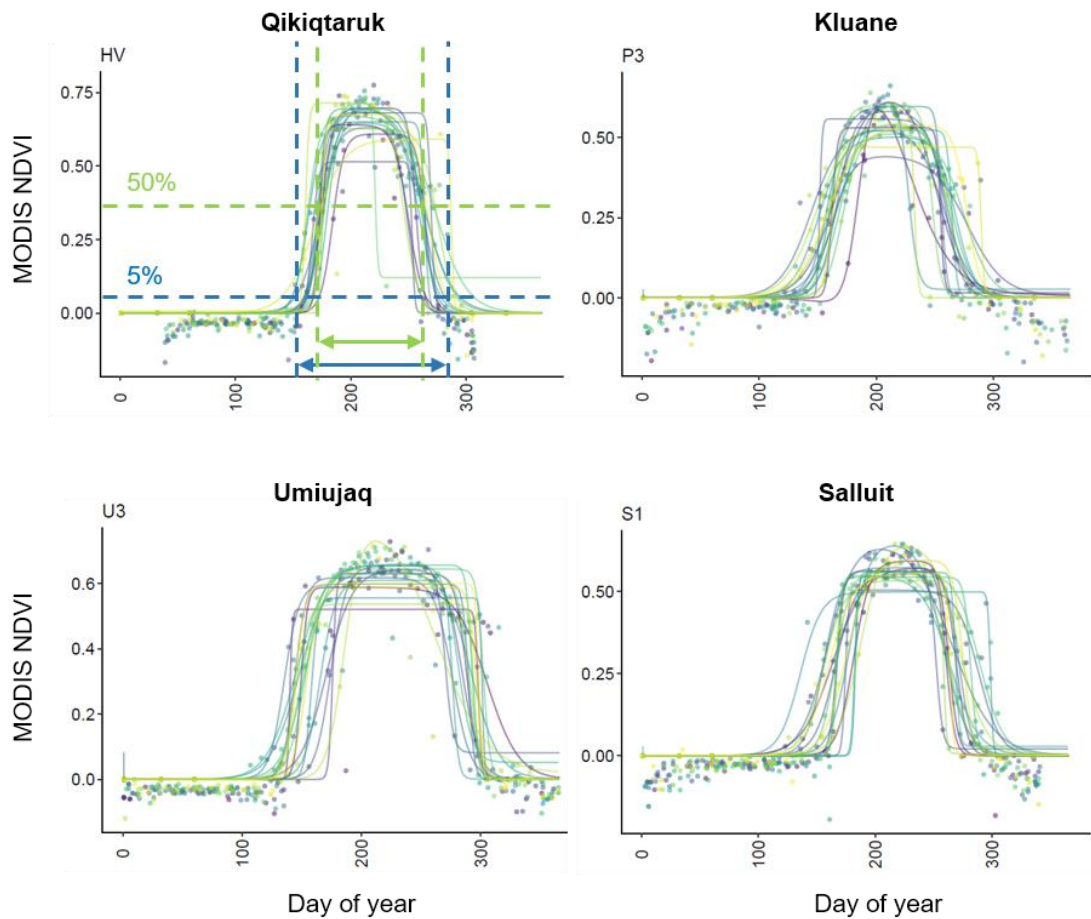 Qikiqtaruk
HV
0.75
0.50
50%
0.25
5%
0.00
0
100
200
300
MODIS NDVI
Kluane
P3
0.50
0.25
0.00
0
100
200
300
Umiujaq
U3
0.6
0.4
0.2
0.0
0
100
200
300
MODIS NDVI
Day of year
Salluit
S1
0.50
0.25
0.00
0
100
200
300
Day of year